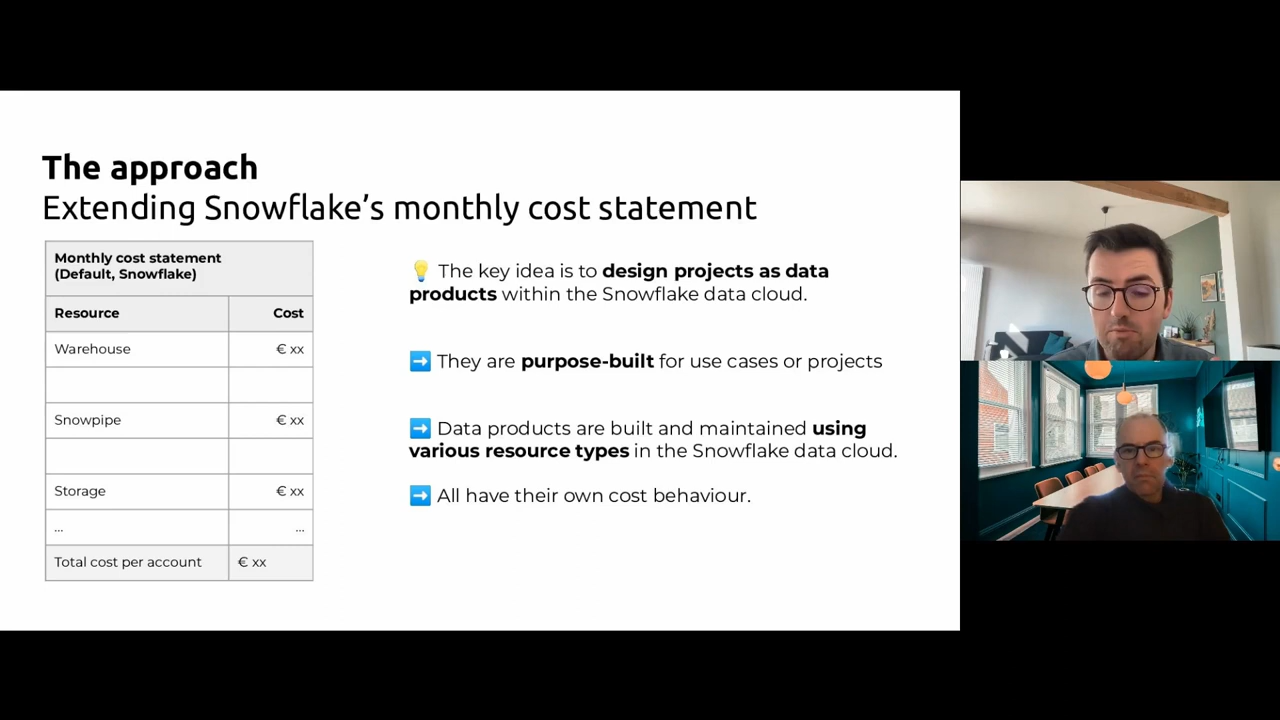 The approach
Extending Snowflake's monthly cost statement
Monthly cost statement
(Default, Snowflake)
Resource Cost
Warehouse € xx
Snowpipe € xx
Storage € xx
... ...
Total cost per account € xx
💡 The key idea is to design projects as data
products within the Snowflake data cloud.
➡️ They are purpose-built for use cases or projects
➡️ Data products are built and maintained using
various resource types in the Snowflake data cloud.
➡️ All have their own cost behaviour.